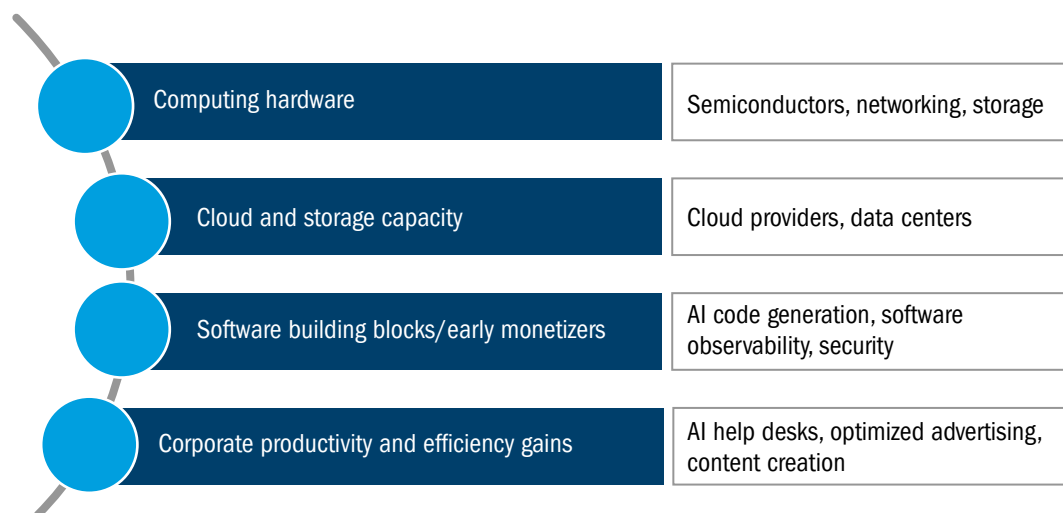 Computing hardware
Semiconductors, networking, storage
Cloud and storage capacity
Cloud providers, data centers
Software building blocks/early monetizers
AI code generation, software
observability, security
Corporate productivity and efficiency gains
AI help desks, optimized advertising,
content creation